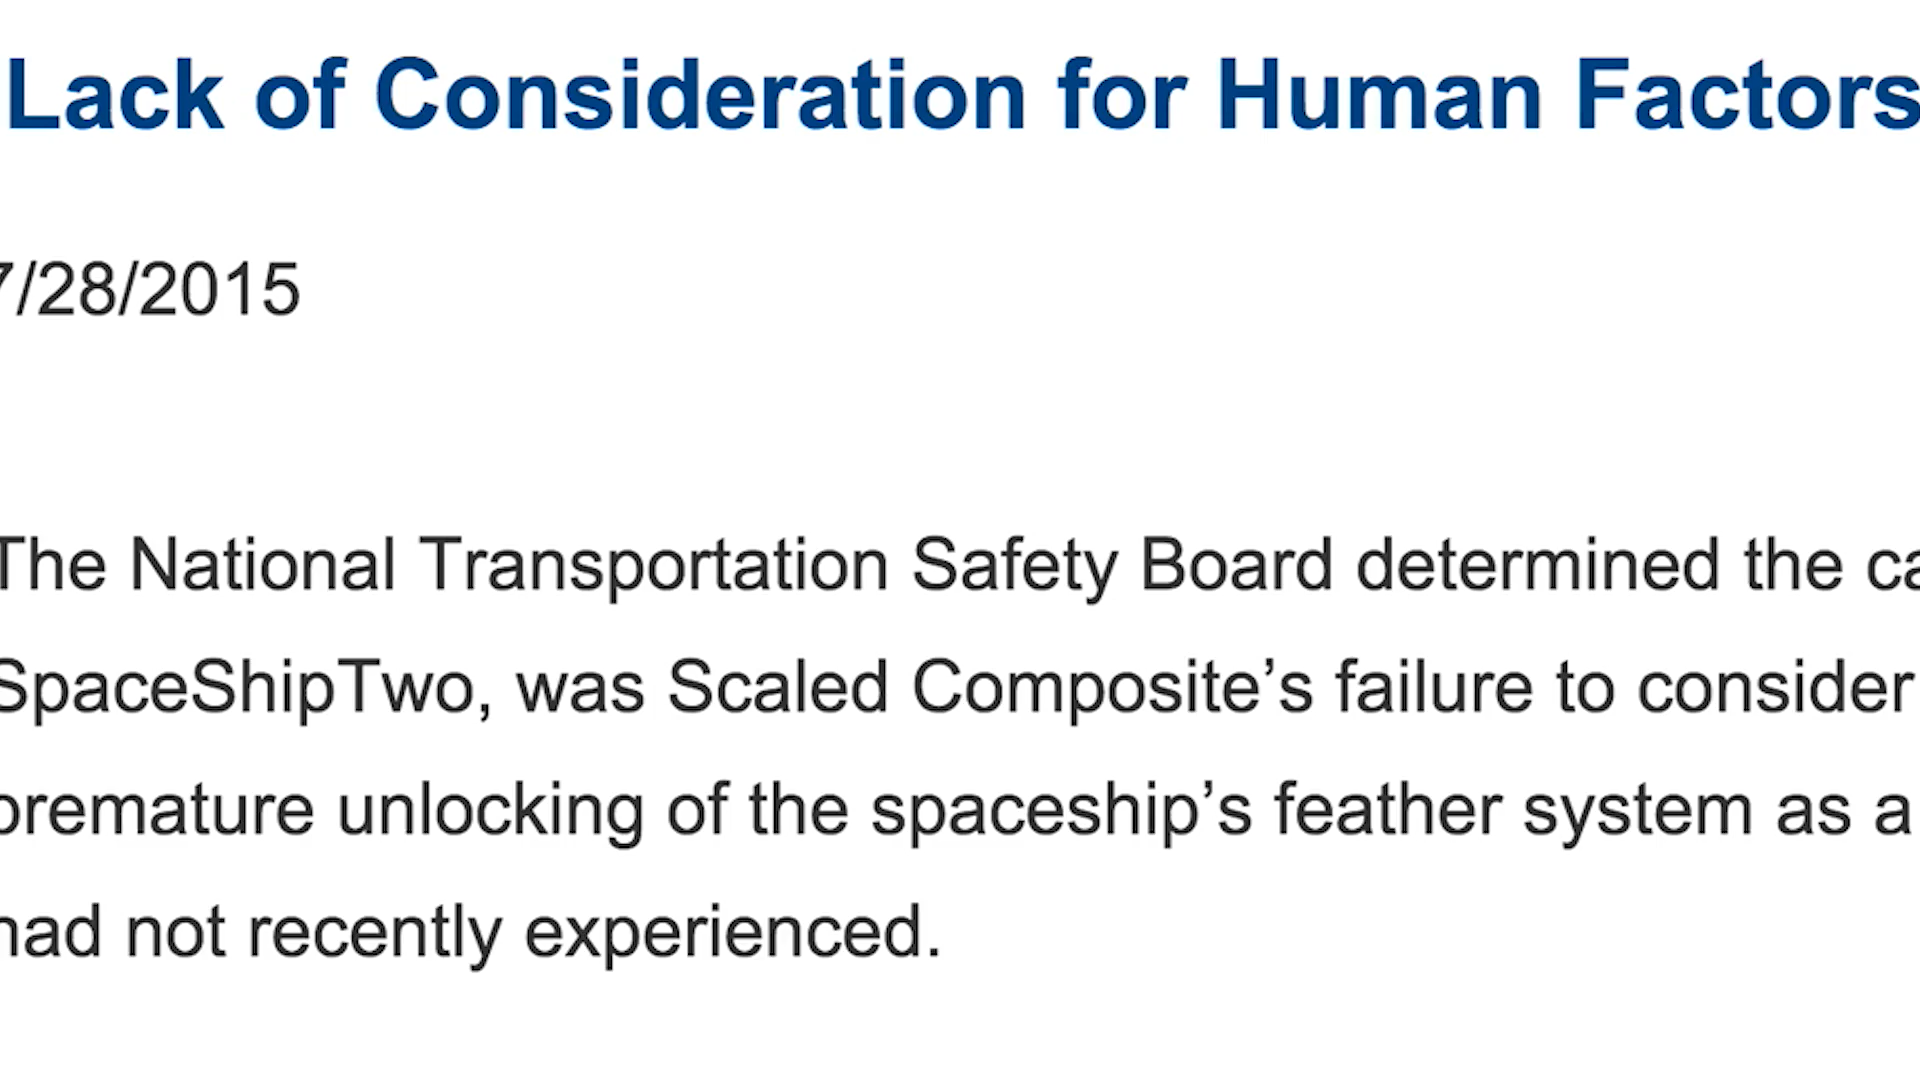 Lack of Consideration for Human Factors
7/28/2015
The National Transportation Safety Board determined the
SpaceShipTwo, was Scaled Composite’s failure to consider
premature unlocking of the spaceship’s feather system as a
had not recently experienced.